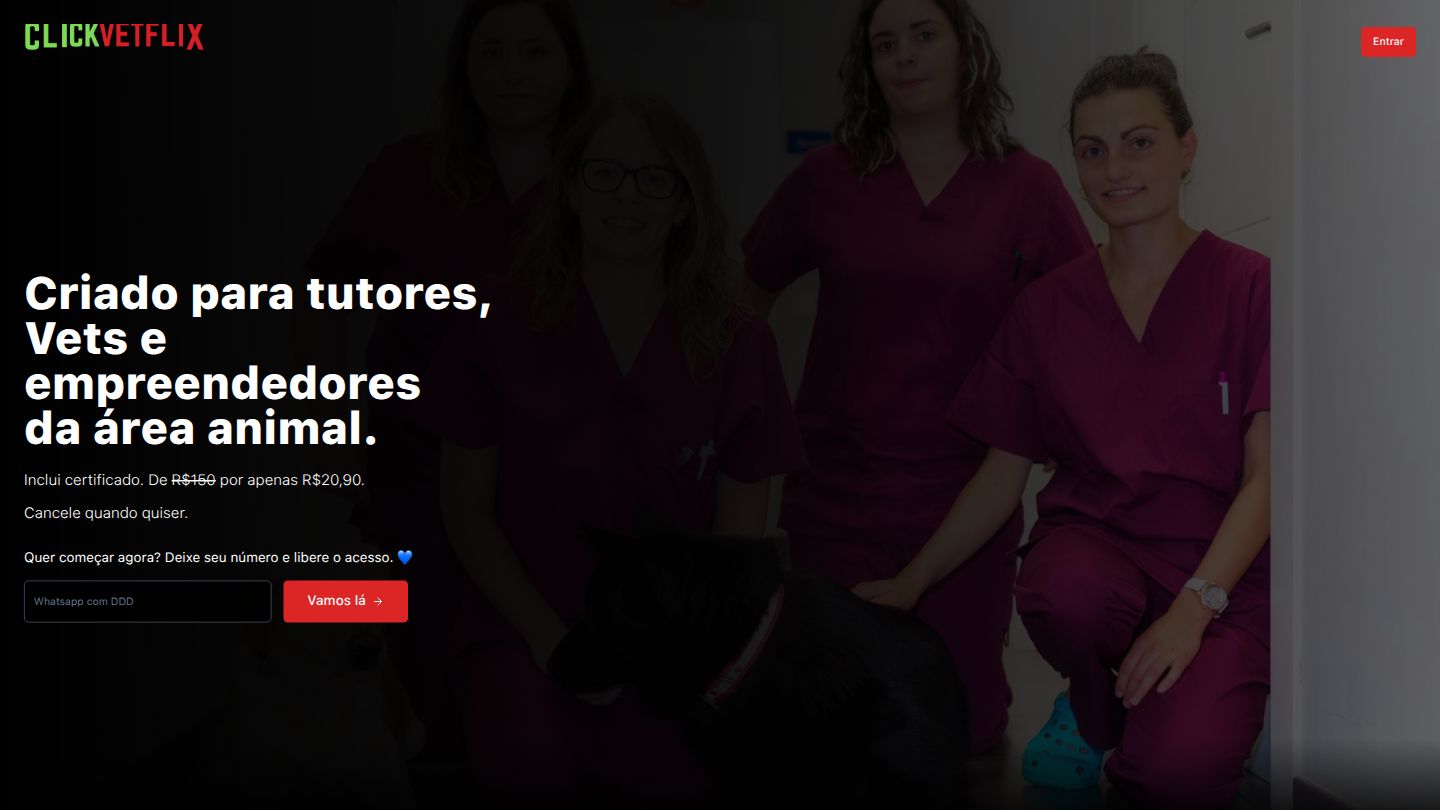 CLICKVETFLIX
Entrar
Criado para tutores,
Vets e
empreendedores
da área animal.
Inclui certificado. De R$150 por apenas R$20,90.
Cancele quando quiser.
Quer começar agora? Deixe seu número e libere o acesso. 💙
Whatsapp com DDD
Vamos lá →